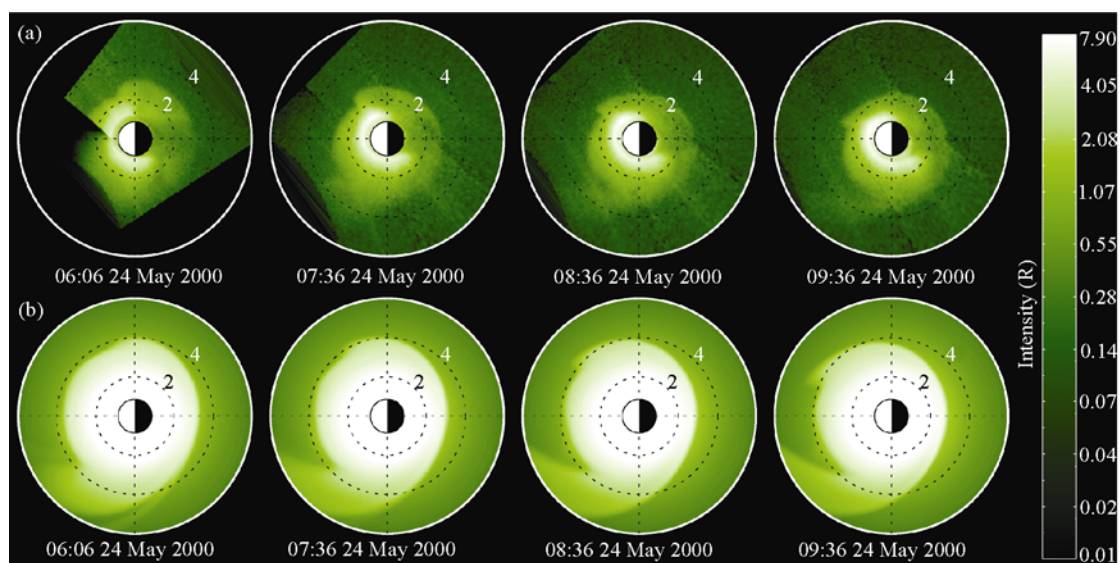 (a)
4
2
4
2
4
2
4
2
06:06 24 May 2000
07:36 24 May 2000
08:36 24 May 2000
09:36 24 May 2000
(b)
4
2
4
2
4
2
4
2
06:06 24 May 2000
07:36 24 May 2000
08:36 24 May 2000
09:36 24 May 2000
7.90
4.05
2.08
1.07
0.55
0.28
0.14
0.07
0.04
0.02
0.01
Intensity (R)